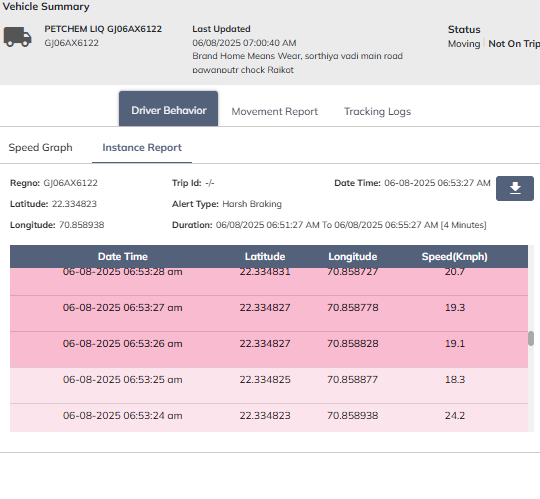 Vehicle Summary
PETCHEM LIQ GJ06AX6122
GJ06AX6122
Last Updated
06/08/2025 07:00:40 AM
Brand Home Means Wear, sorthiya vadi main road
pawanputr chock Rajkot
Status
Moving | Not On Trip
Driver Behavior Movement Report Tracking Logs
Speed Graph Instance Report
Regno: GJ06AX6122 Trip Id: -/- Date Time: 06-08-2025 06:53:27 AM
Latitude: 22.334823 Alert Type: Harsh Braking
Longitude: 70.858938 Duration: 06/08/2025 06:51:27 AM To 06/08/2025 06:55:27 AM [4 Minutes]
Date Time Latitude Longitude Speed(Kmph)
06-08-2025 06:53:28 am 22.334831 70.858727 20.7
06-08-2025 06:53:27 am 22.334827 70.858778 19.3
06-08-2025 06:53:26 am 22.334827 70.858828 19.1
06-08-2025 06:53:25 am 22.334825 70.858877 18.3
06-08-2025 06:53:24 am 22.334823 70.858938 24.2